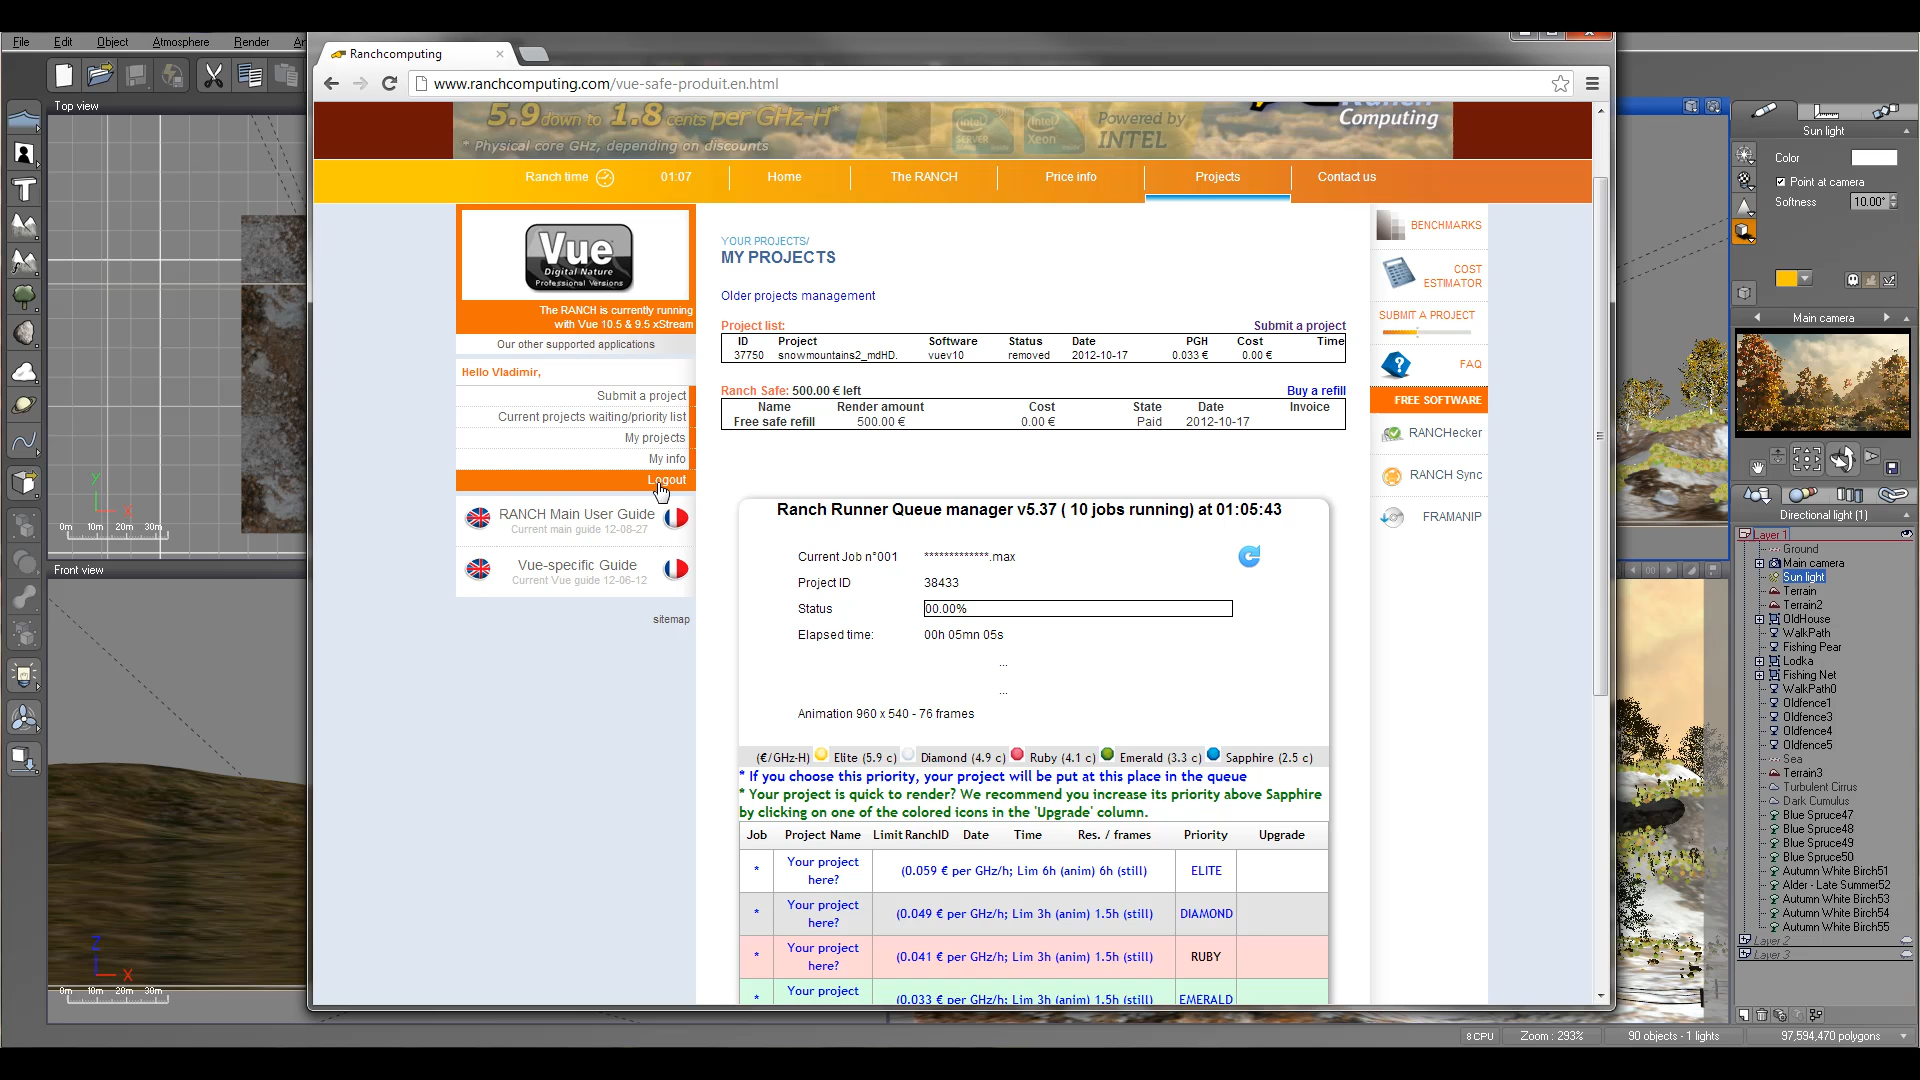 Ranchcomputing
File Edit Object Atmosphere Render
www.ranchcomputing.com/vue-safe-produit.en.html
Top view
5.9 down to 1.8 cents per GHz-H*
* Physical core GHz, depending on discounts
Powered by
INTEL
Computing
Ranch time 01:07 Home The RANCH Price info Projects Contact us
Vue
Digital Nature
Professional Versions
The RANCH is currently running
with Vue 10.5 & 9.5 xStream
Our other supported applications
Hello Vladimir,
Submit a project
Current projects waiting/priority list
My projects
My info
Logout
RANCH Main User Guide
Current main guide 12-08-27
Vue-specific Guide
Current Vue guide 12-06-12
sitemap
YOUR PROJECTS/
MY PROJECTS
Older projects management
Project list: Submit a project
ID Project Software Status Date PGH Cost Time
37750 snowmountains2_mdHD. vuev10 removed 2012-10-17 0.033 € 0.00 €
Ranch Safe: 500.00 € left Buy a refill
Name Render amount Cost State Date Invoice
Free safe refill 500.00 € 0.00 € Paid 2012-10-17
Ranch Runner Queue manager v5.37 ( 10 jobs running) at 01:05:43
Current Job n°001 *************.max
Project ID 38433
Status 00.00%
Elapsed time: 00h 05mn 05s
...
...
Animation 960 x 540 - 76 frames
(€/GHz-H) Elite (5.9 c) Diamond (4.9 c) Ruby (4.1 c) Emerald (3.3 c) Sapphire (2.5 c)
* If you choose this priority, your project will be put at this place in the queue
* Your project is quick to render? We recommend you increase its priority above Sapphire
by clicking on one of the colored icons in the 'Upgrade' column.
Job Project Name Limit RanchID Date Time Res. / frames Priority Upgrade
* Your project here? (0.059 € per GHz/h; Lim 6h (anim) 6h (still) ELITE
* Your project here? (0.049 € per GHz/h; Lim 3h (anim) 1.5h (still) DIAMOND
* Your project here? (0.041 € per GHz/h; Lim 3h (anim) 1.5h (still) RUBY
* Your project (0.033 € per GHz/h; Lim 3h (anim) 1.5h (still) EMERALD
BENCHMARKS
COST
ESTIMATOR
SUBMIT A PROJECT
FAQ
FREE SOFTWARE
RANCHecker
RANCH Sync
FRAMANIP
Sun light
Color
Point at camera
Softness 10.00°
Main camera
Directional light (1)
Layer 1
Ground
Main camera
Sun light
Terrain
Terrain2
OldHouse
WalkPath
Fishing Pear
Lodka
Fishing Net
WalkPath0
Oldfence1
Oldfence3
Oldfence4
Oldfence5
Sea
Terrain3
Turbulent Cirrus
Dark Cumulus
Blue Spruce47
Blue Spruce48
Blue Spruce49
Blue Spruce50
Autumn White Birch51
Alder - Late Summer52
Autumn White Birch53
Autumn White Birch54
Autumn White Birch55
Layer 2
Layer 3
y
x
0m 10m 20m 30m
Front view
Z
X
0m 10m 20m 30m
8 CPU Zoom : 293% 90 objects - 1 lights 97,594,470 polygons